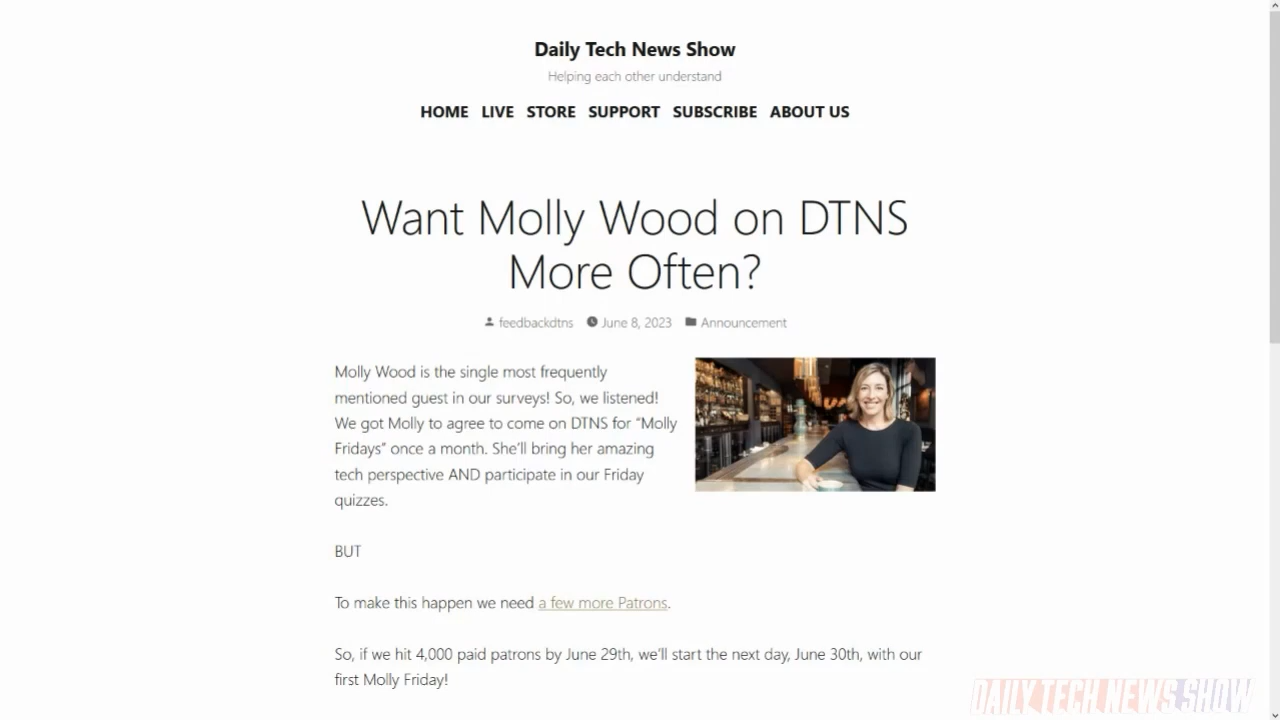 Daily Tech News Show
Helping each other understand
HOME LIVE STORE SUPPORT SUBSCRIBE ABOUT US
Want Molly Wood on DTNS
More Often?
feedbackdtns June 8, 2023 Announcement
Molly Wood is the single most frequently
mentioned guest in our surveys! So, we listened!
We got Molly to agree to come on DTNS for “Molly
Fridays” once a month. She’ll bring her amazing
tech perspective AND participate in our Friday
quizzes.
BUT
To make this happen we need a few more Patrons.
So, if we hit 4,000 paid patrons by June 29th, we’ll start the next day, June 30th, with our
first Molly Friday!
DAILY TECH NEWS SHOW